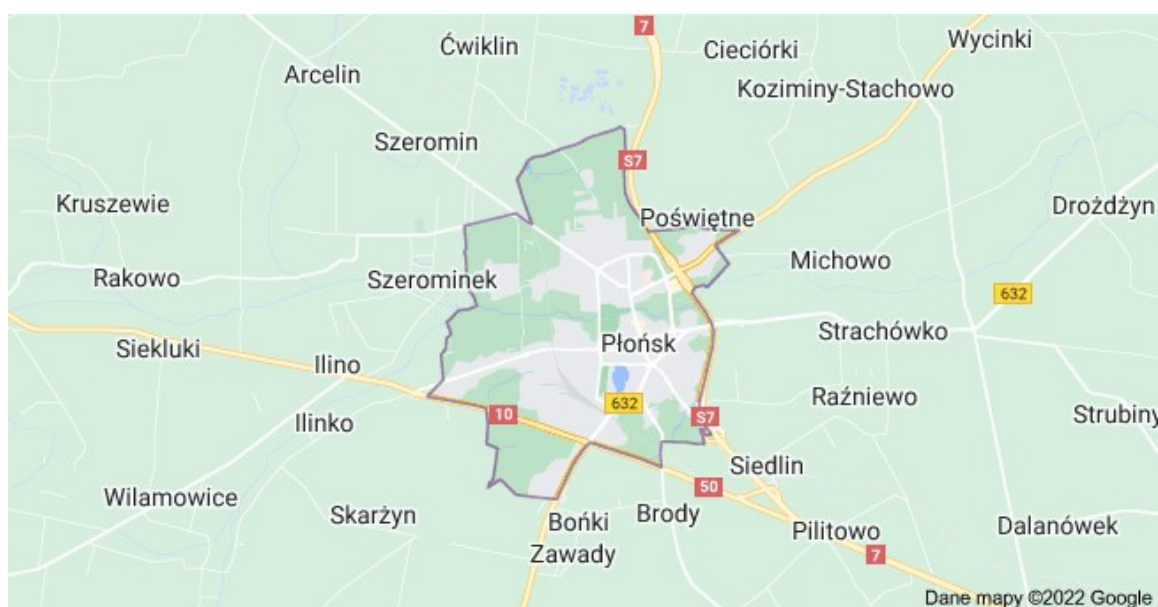 7
Ćwiklin
Cieciórki
Wycinki
Arcelin
Koziminy-Stachowo
Szeromin
S7
Kruszewie
Poświętne
Drożdżyn
Rakowo
Szerominek
Michowo
632
Siekluki
Płońsk
Strachówko
Ilino
Raźniewo
632
10
S7
Ilinko
Strubiny
Siedlin
Wilamowice
50
Skarżyn
Brody
Bońki
Zawady
Pilitowo
Dalanówek
7
Dane mapy ©2022 Google